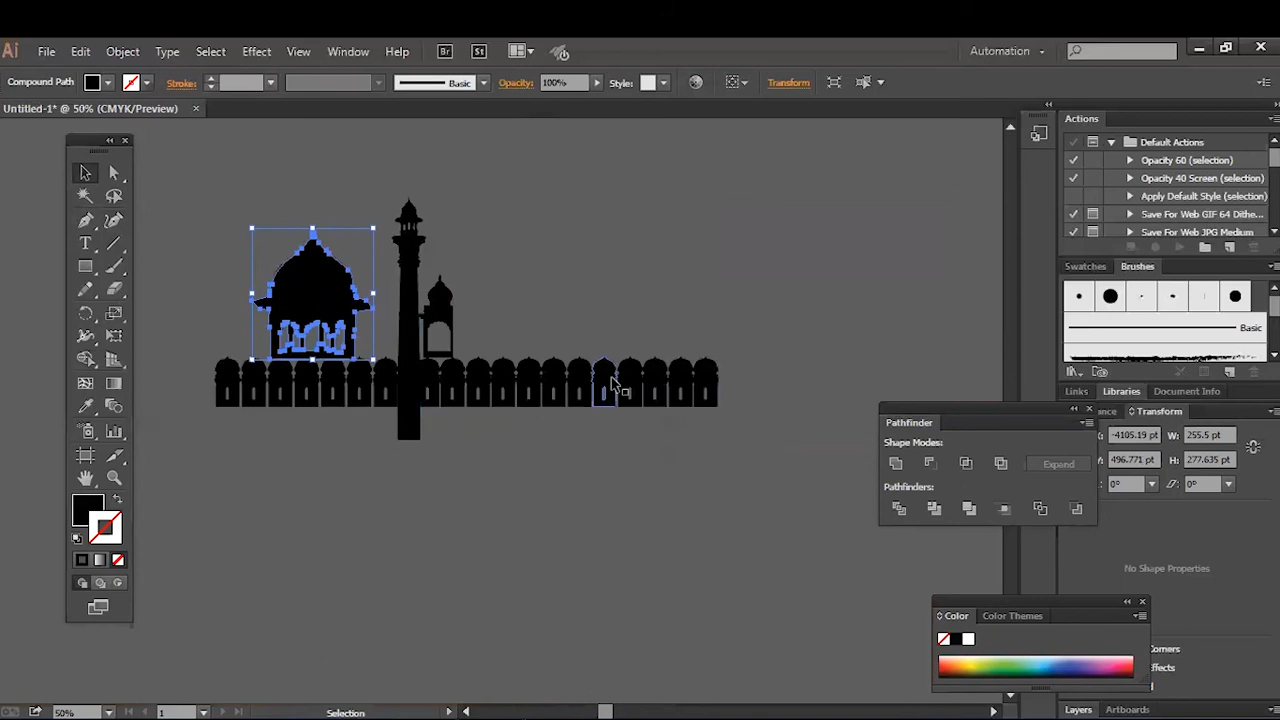 Ai File Edit Object Type Select Effect View Window Help Br St Automation
Compound Path Stroke: Basic Opacity: 100% Style: Transform
Untitled-1* @ 50% (CMYK/Preview) ×
Actions
Default Actions
Opacity 60 (selection)
Opacity 40 Screen (selection)
Apply Default Style (selection)
Save For Web GIF 64 Dithe...
Save For Web JPG Medium
Swatches Brushes
Basic
Links Libraries Document Info
Transform
-4105.19 pt W: 255.5 pt
496.771 pt H: 277.635 pt
0° 0°
No Shape Properties
Pathfinder
Shape Modes:
Expand
Pathfinders:
Color Color Themes
Layers Artboards
50% 1 Selection